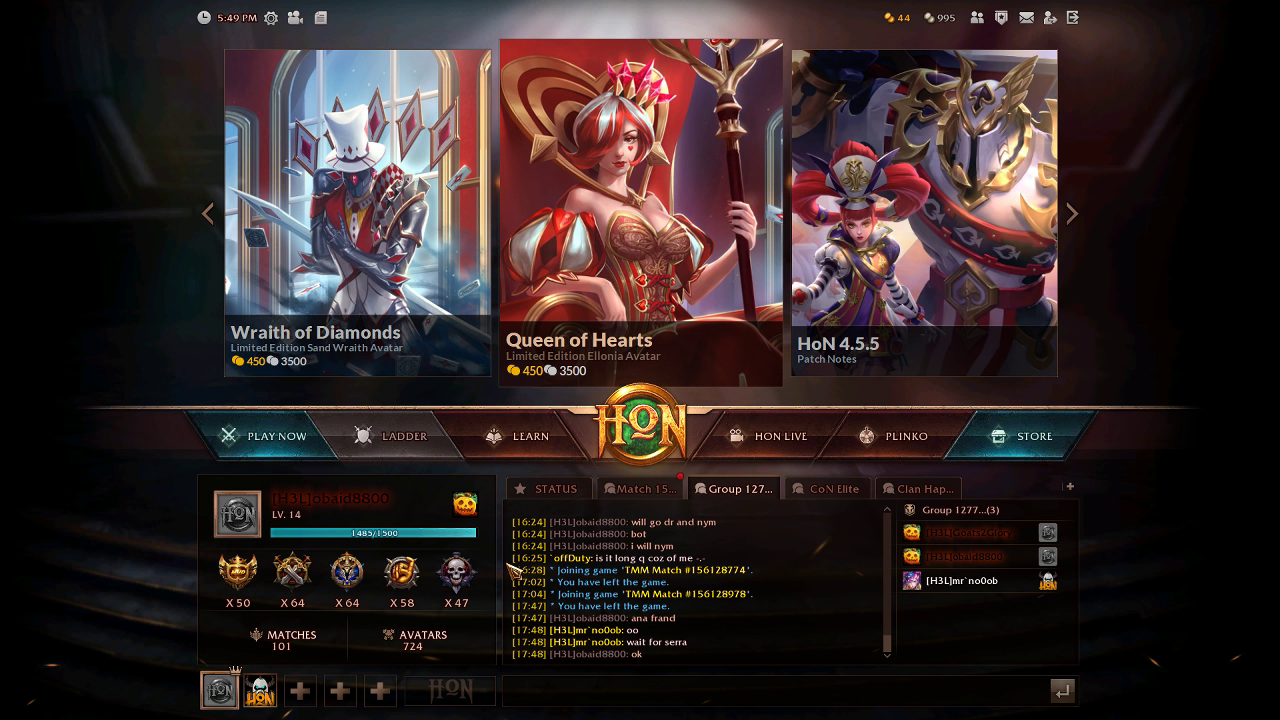 5:49 PM
44
995
Wraith of Diamonds
Limited Edition Sand Wraith Avatar
450 3500
Queen of Hearts
Limited Edition Ellonia Avatar
450 3500
HoN 4.5.5
Patch Notes
PLAY NOW
LADDER
LEARN
HON
HON LIVE
PLINKO
STORE
[H3L]obaid8800
LV. 14
1485/1500
X 50
X 64
X 64
X 58
X 47
MATCHES
101
AVATARS
724
STATUS
Match 15...
Group 127...
CoN Elite
Clan Hap...
[16:24] [H3L]obaid8800: will go dr and nym
[16:24] [H3L]obaid8800: bot
[16:24] [H3L]obaid8800: i will nym
[16:25] `offDuty: is it long q coz of me -.-
6:28] * Joining game 'TMM Match #156128774'.
[17:02] * You have left the game.
[17:04] * Joining game 'TMM Match #156128978'.
[17:47] * You have left the game.
[17:47] [H3L]obaid8800: ana frand
[17:48] [H3L]mr`no0ob: oo
[17:48] [H3L]mr`no0ob: wait for serra
[17:48] [H3L]obaid8800: ok
Group 1277...(3)
[H3L]Goats2Glory
[H3L]obaid8800
[H3L]mr`no0ob
HON
HON